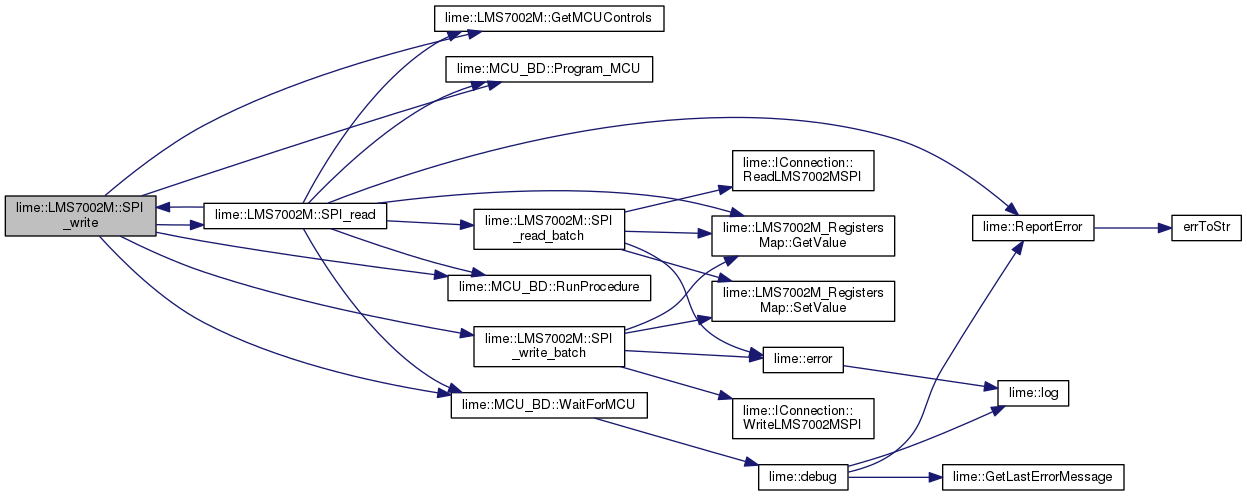 lime::LMS7002M::GetMCUControls
lime::MCU_BD::Program_MCU
lime::IConnection::
ReadLMS7002MSPI
lime::LMS7002M::SPI
_write
lime::LMS7002M::SPI_read
lime::LMS7002M::SPI
_read_batch
lime::LMS7002M_Registers
Map::GetValue
lime::ReportError
errToStr
lime::MCU_BD::RunProcedure
lime::LMS7002M_Registers
Map::SetValue
lime::LMS7002M::SPI
_write_batch
lime::error
lime::log
lime::MCU_BD::WaitForMCU
lime::IConnection::
WriteLMS7002MSPI
lime::debug
lime::GetLastErrorMessage